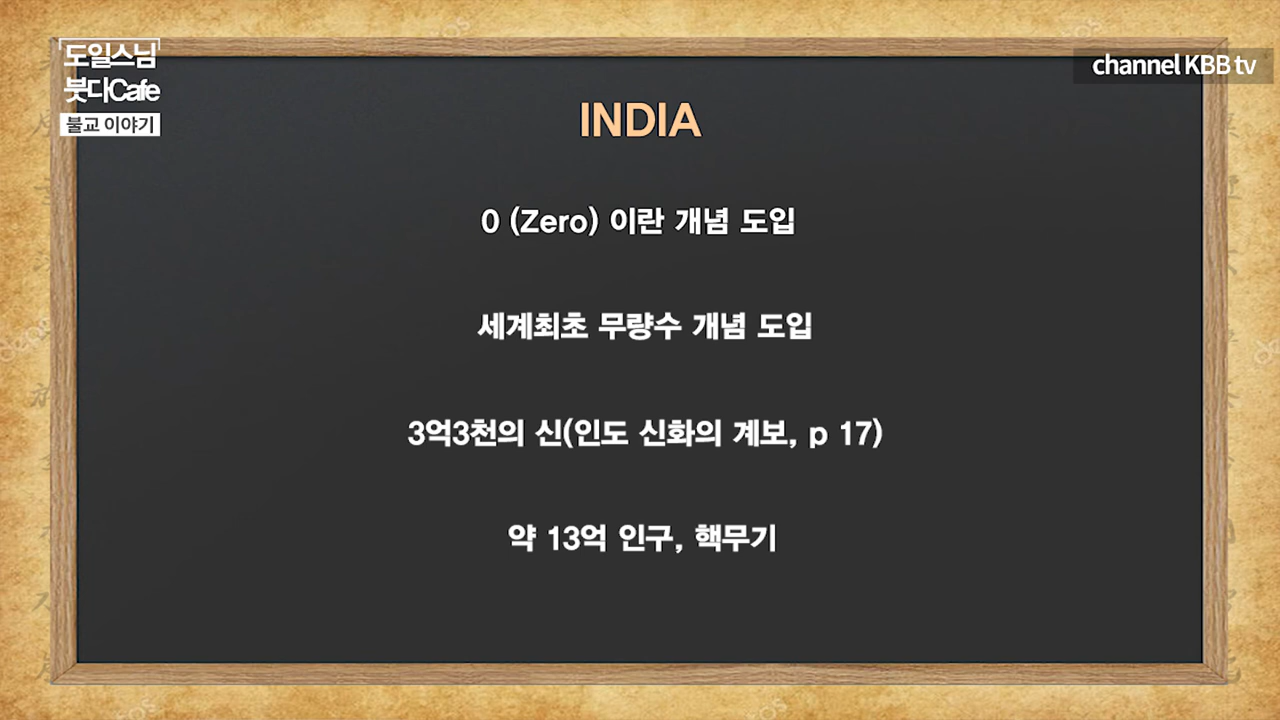 도일스님
붓다Cafe
불교 이야기
channel KBB tv
INDIA
0 (Zero) 이란 개념 도입
세계최초 무량수 개념 도입
3억3천의 신(인도 신화의 계보, p 17)
약 13억 인구, 핵무기